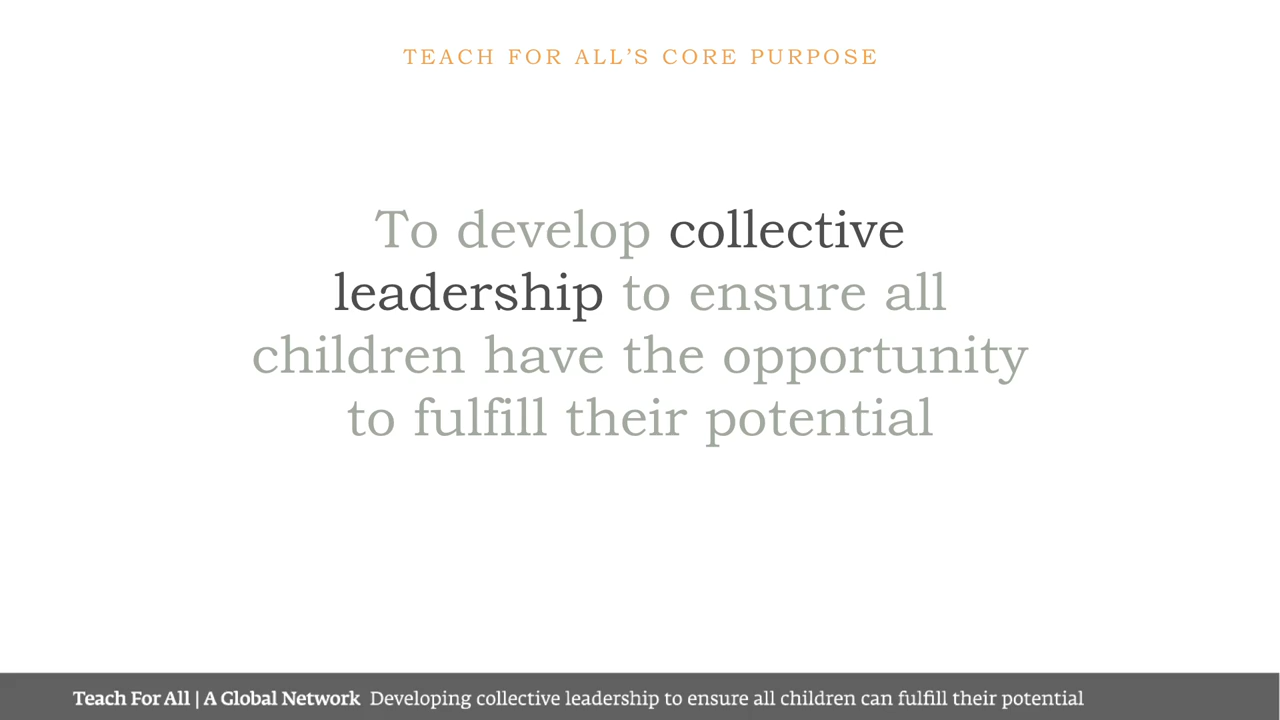 TEACH FOR ALL’S CORE PURPOSE
To develop collective
leadership to ensure all
children have the opportunity
to fulfill their potential
Teach For All | A Global Network Developing collective leadership to ensure all children can fulfill their potential